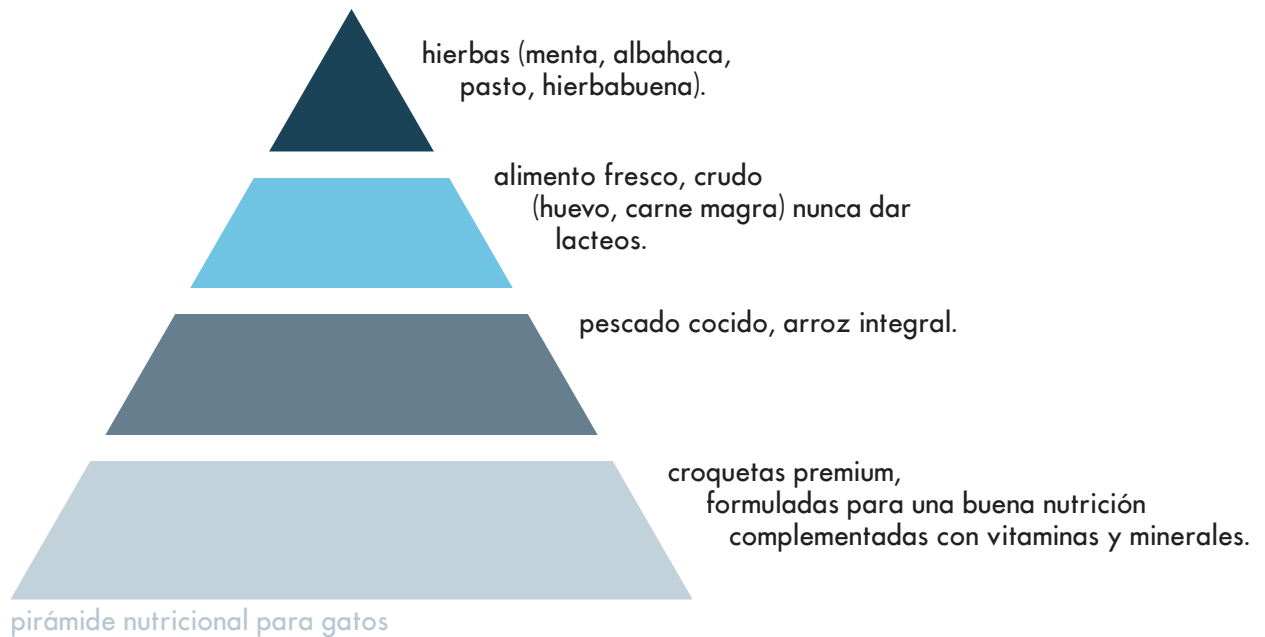 hierbas (menta, albahaca,
pasto, hierbabuena).
alimento fresco, crudo
(huevo, carne magra) nunca dar
lacteos.
pescado cocido, arroz integral.
croquetas premium,
formuladas para una buena nutrición
complementadas con vitaminas y minerales.
pirámide nutricional para gatos